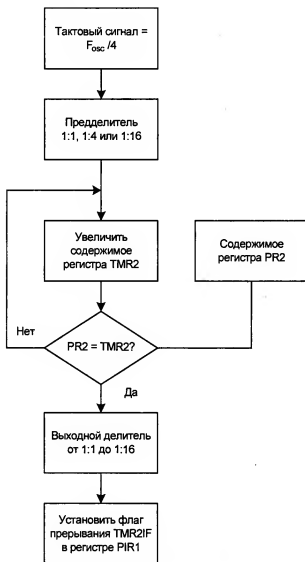 Тактовый сигнал =
Fosc /4
Предделитель
1:1, 1:4 или 1:16
Увеличить
содержимое
регистра TMR2
Содержимое
регистра PR2
Нет
PR2 = TMR2?
Да
Выходной делитель
от 1:1 до 1:16
Установить флаг
прерывания TMR2IF
в регистре PIR1